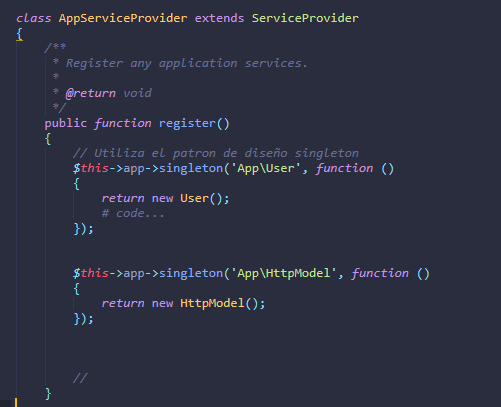 class AppServiceProvider extends ServiceProvider
{
    /**
     * Register any application services.
     *
     * @return void
     */
    public function register()
    {
        // Utiliza el patron de diseño singleton
        $this->app->singleton('App\User', function ()
        {
            return new User();
            # code...
        });
        $this->app->singleton('App\HttpModel', function ()
        {
            return new HttpModel();
        });
        //
    }